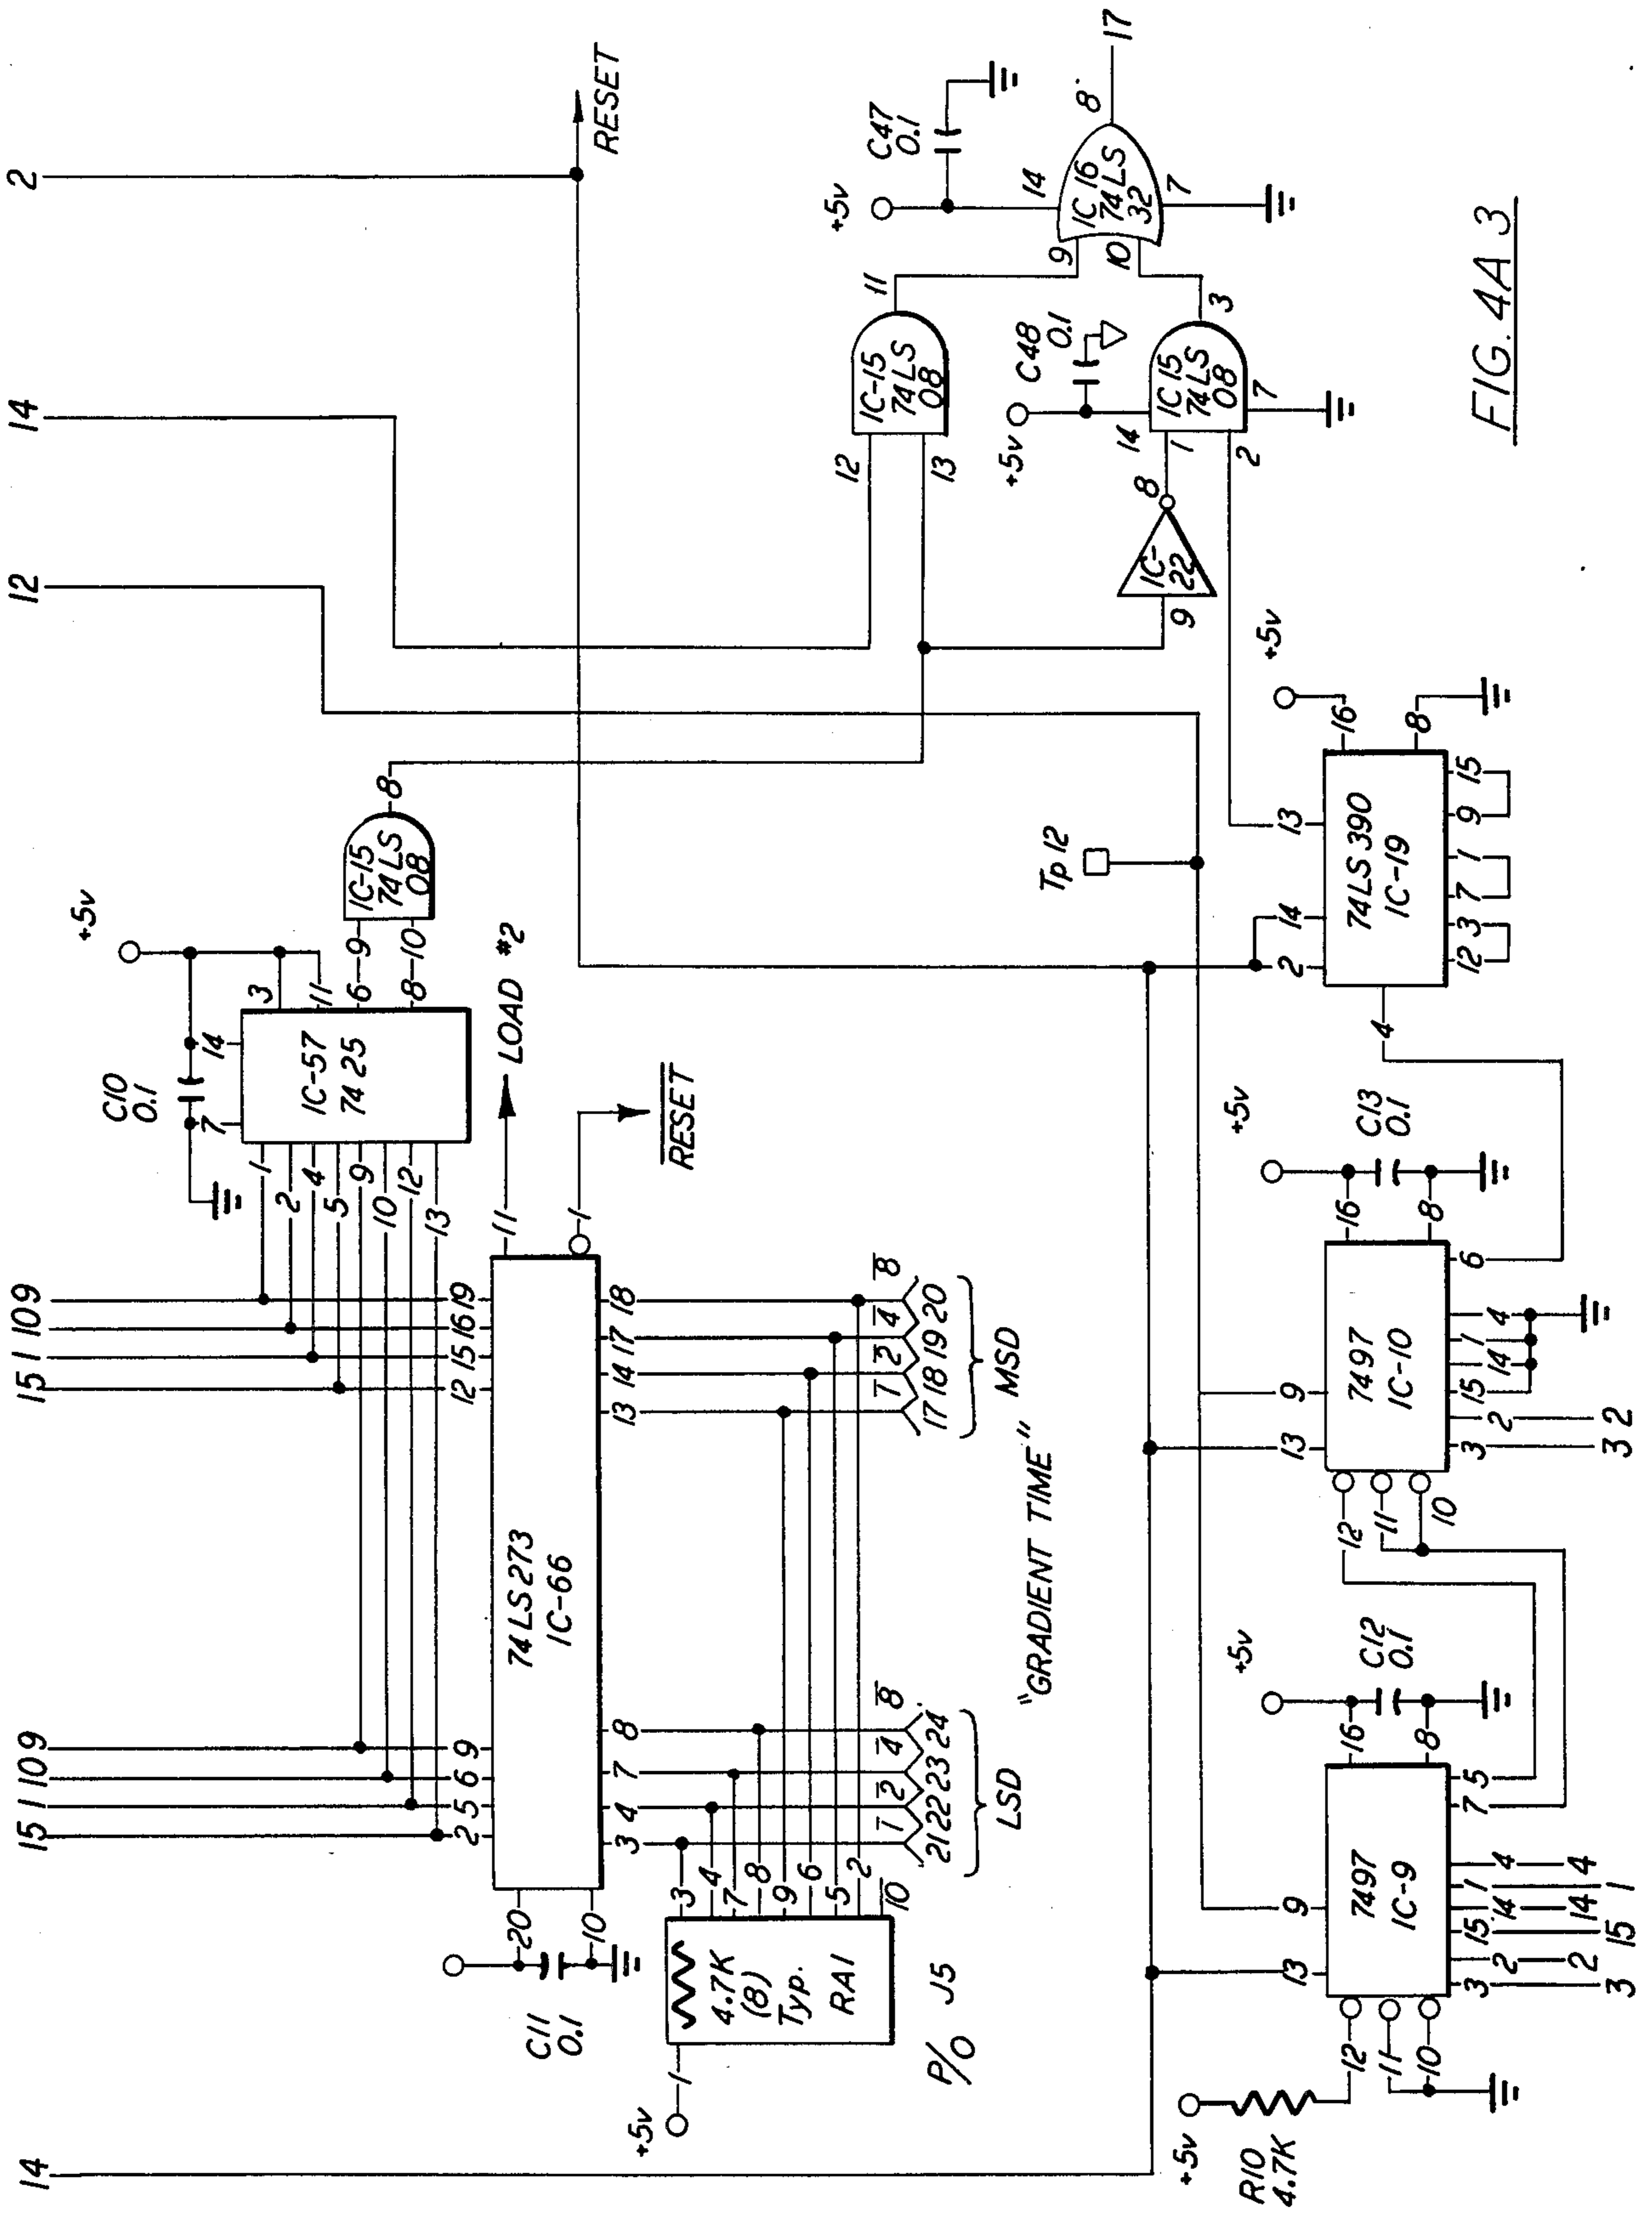 2
14
12
15 1 10 9
15 1 10 9
14
RESET
+5v
C47
0.1
14
IC 16
74LS
32
8
17
7
9
10
11
IC-15
74LS
08
12
13
+5v
C48
0.1
14
IC 15
74LS
08
3
7
1
2
8
IC-
22
9
+5v
C10
0.1
14
7
3
11
6 9
8 10
IC-57
7425
IC-15
74LS
08
8
1
2
4
5
9
10
12
13
LOAD #2
11
1
RESET
2 5 6 9
12 15 16 19
74LS273
IC-66
20
10
C11
0.1
3 4 7 8
13 14 17 18
+5v
1
4.7K
(8)
Typ.
RA1
3
4
7
8
9
6
5
2
10
P/O J5
1 2 4 8
21 22 23 24
LSD
1 2 4 8
17 18 19 20
MSD
"GRADIENT TIME"
Tp 12
+5v
R10
4.7K
12
11
10
13
9
7497
IC-9
+5v
C12
0.1
16
8
3 2 15 14 1 4 7 5
3 2 15 14 1 4
12
11
10
13
9
7497
IC-10
+5v
C13
0.1
16
8
3 2 15 14 1 4 6
3 2
4
2
14
13
74LS390
IC-19
+5v
16
8
12 3 7 1 9 15
FIG. 4A 3